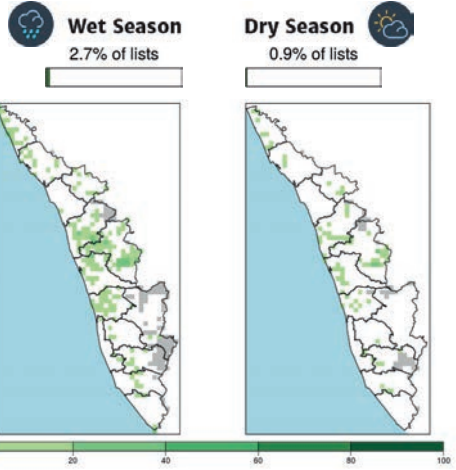 Wet Season
Dry Season
2.7% of lists
0.9% of lists
20
40
60
80
100